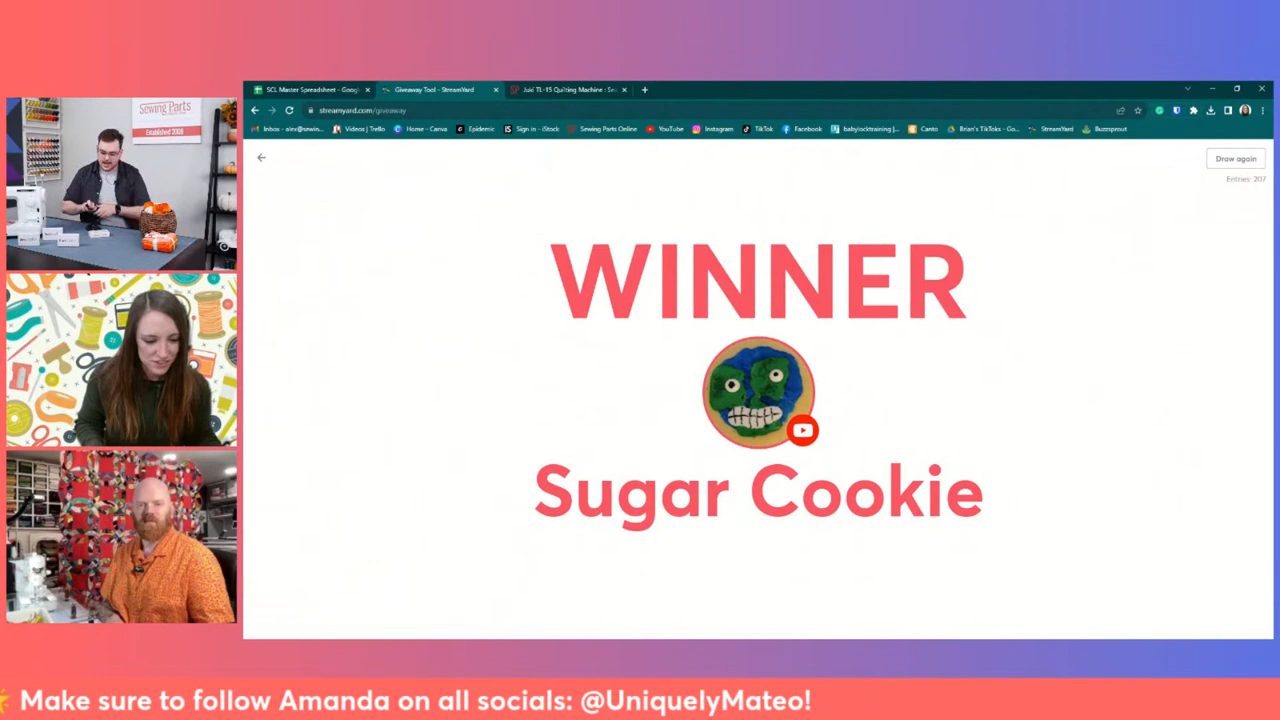 Sewing Parts
Established 2008
SCL Master Spreadsheet - Googl
Giveaway Tool - StreamYard
Juki TL-15 Quilting Machine : Sew
streamyard.com/giveaway
Inbox - alex@sewin...
Videos | Trello
Home - Canva
Epidemic
Sign in - iStock
Sewing Parts Online
YouTube
Instagram
TikTok
Facebook
babylocktraining |...
Canto
Brian's TikToks - Go...
StreamYard
Buzzsprout
Draw again
Entries: 207
WINNER
Sugar Cookie
Make sure to follow Amanda on all socials: @UniquelyMateo!